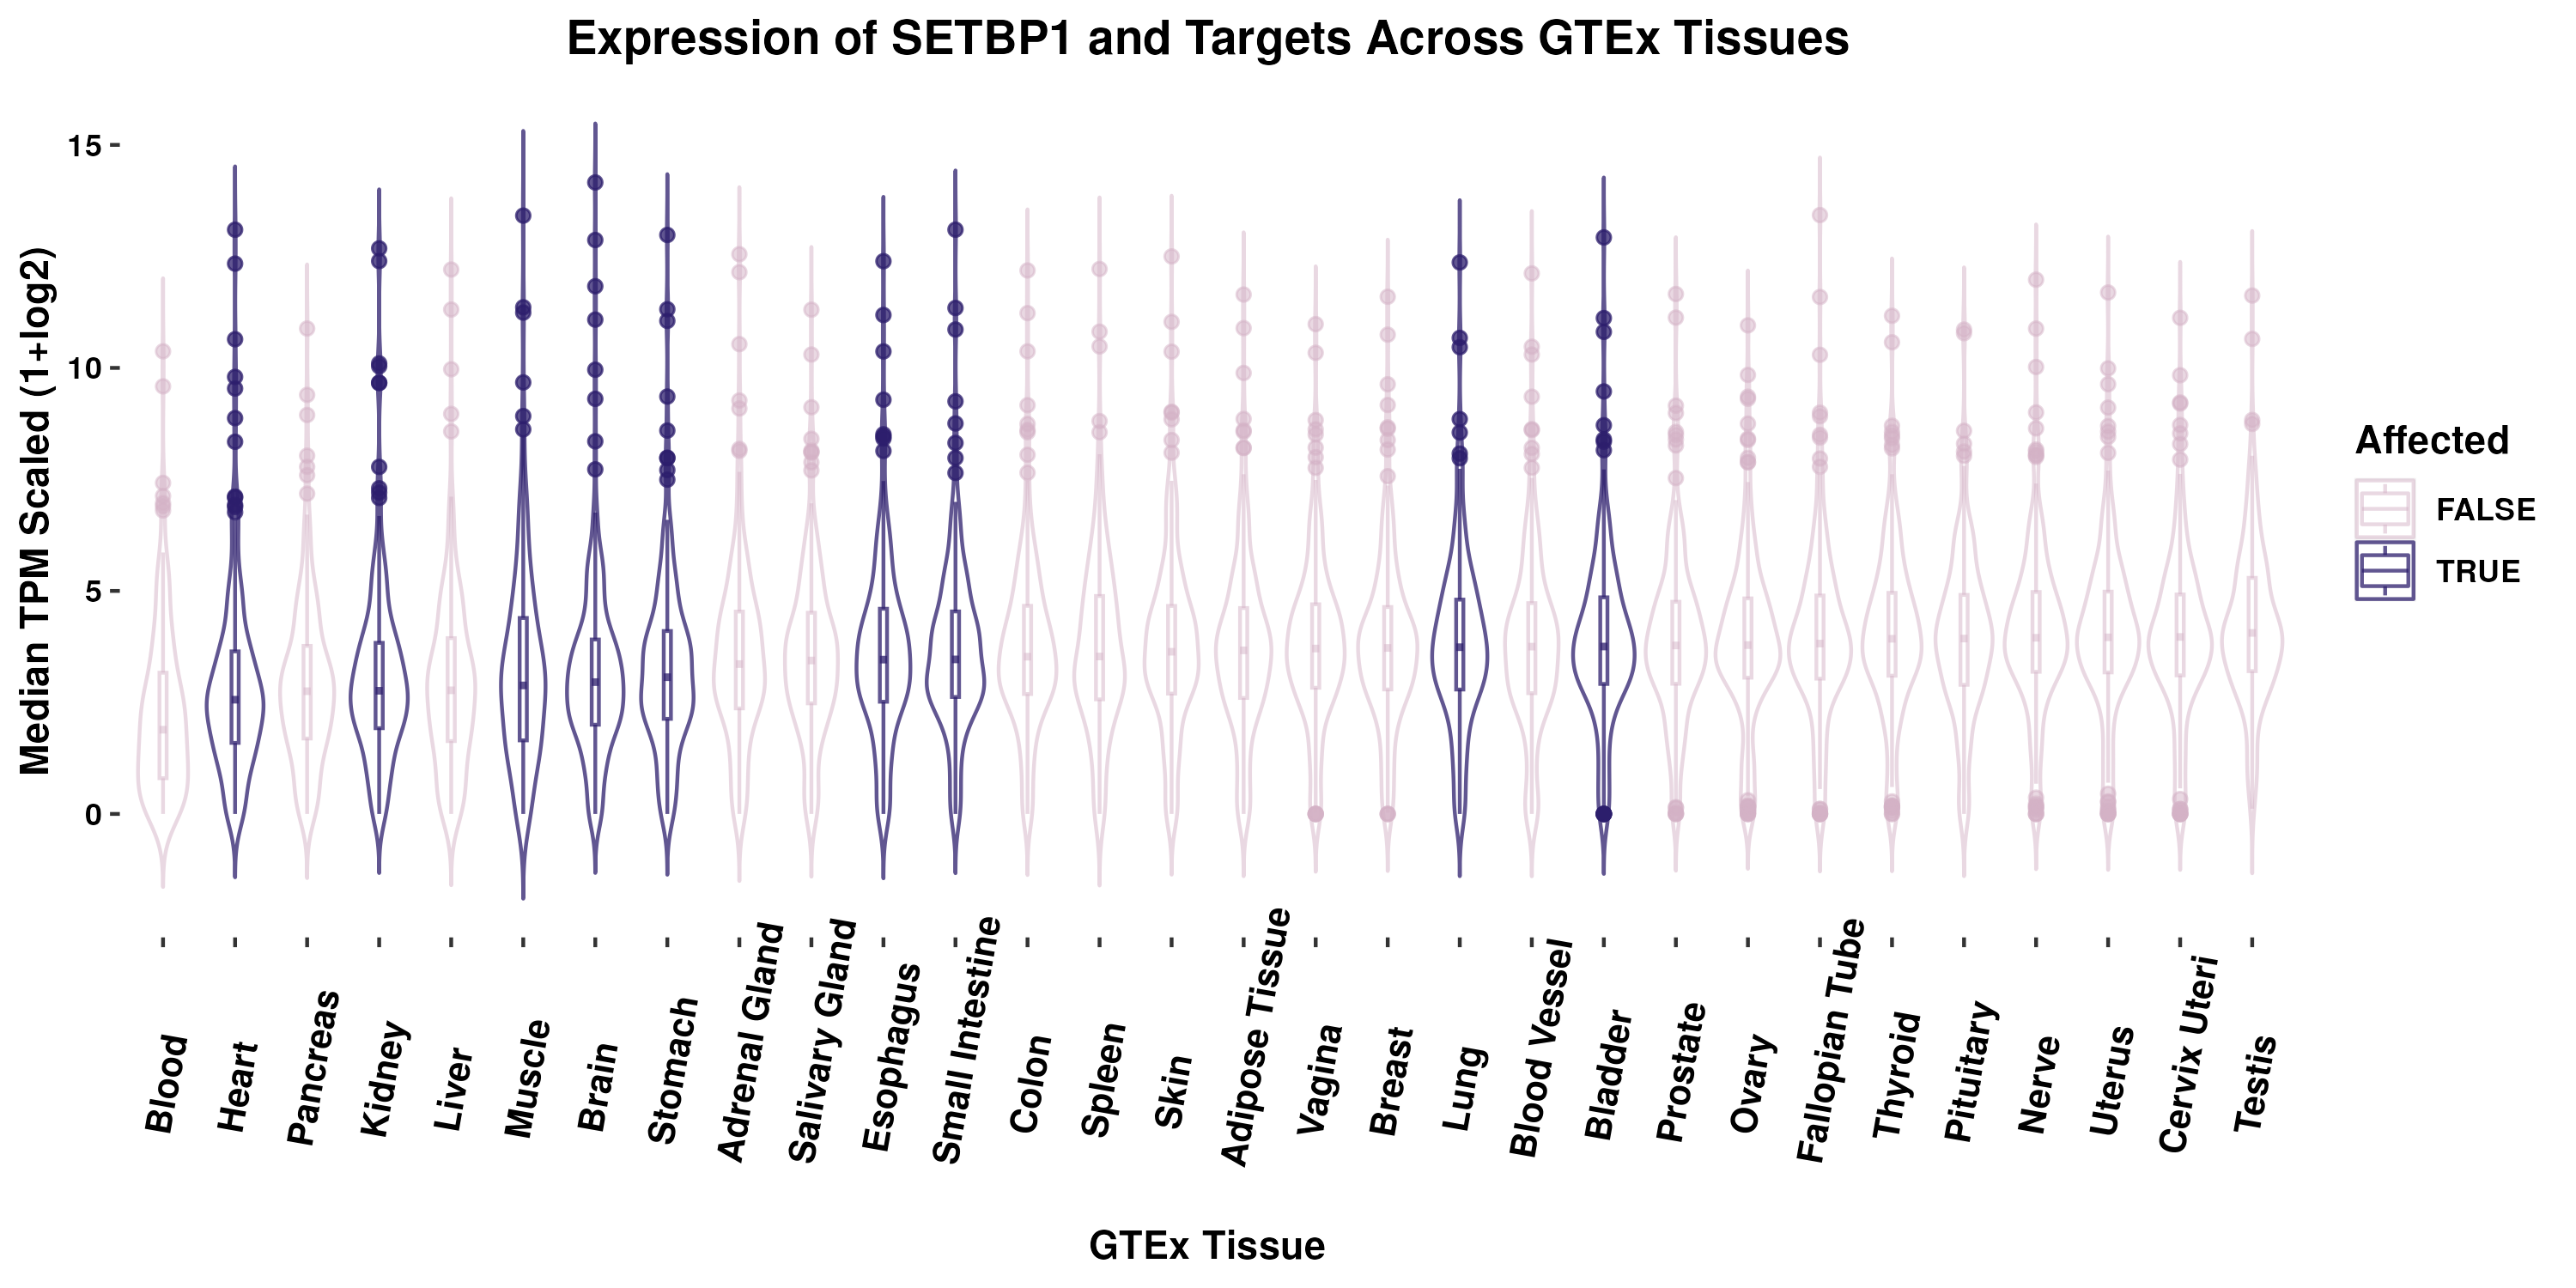 Expression of SETBP1 and Targets Across GTEx Tissues
Median TPM Scaled (1+log2)
15
10
5
0
Blood
Heart
Pancreas
Kidney
Liver
Muscle
Brain
Stomach
Adrenal Gland
Salivary Gland
Esophagus
Small Intestine
Colon
Spleen
Skin
Adipose Tissue
Vagina
Breast
Lung
Blood Vessel
Bladder
Prostate
Ovary
Fallopian Tube
Thyroid
Pituitary
Nerve
Uterus
Cervix Uteri
Testis
GTEx Tissue
Affected
FALSE
TRUE